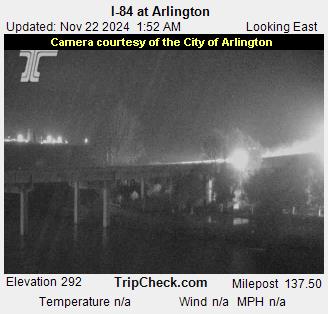 I-84 at Arlington
Updated: Nov 22 2024 1:52 AM Looking East
Camera courtesy of the City of Arlington
Elevation 292 TripCheck.com Milepost 137.50
Temperature n/a Wind n/a MPH n/a